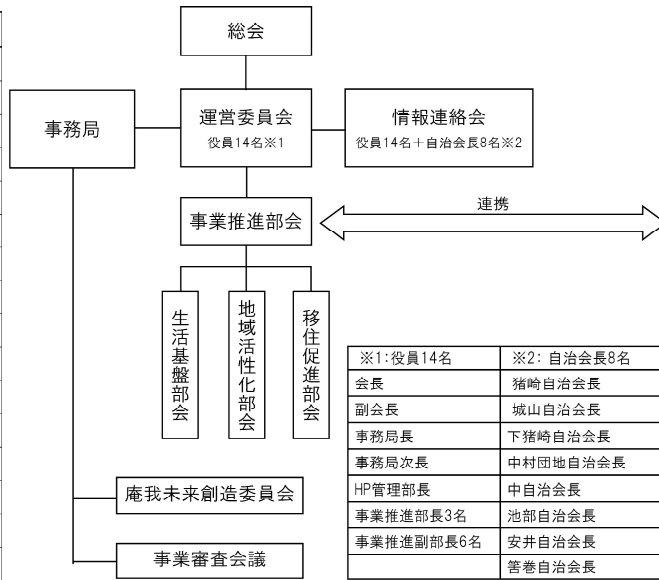 総会
事務局
運営委員会
役員14名※1
情報連絡会
役員14名＋自治会長8名※2
事業推進部会
連携
生活基盤部会
地域活性化部会
移住促進部会
※1:役員14名 ※2: 自治会長8名
会長 猪崎自治会長
副会長 城山自治会長
事務局長 下猪崎自治会長
事務局次長 中村団地自治会長
HP管理部長 中自治会長
事業推進部長3名 池部自治会長
事業推進副部長6名 安井自治会長
筈巻自治会長
庵我未来創造委員会
事業審査会議